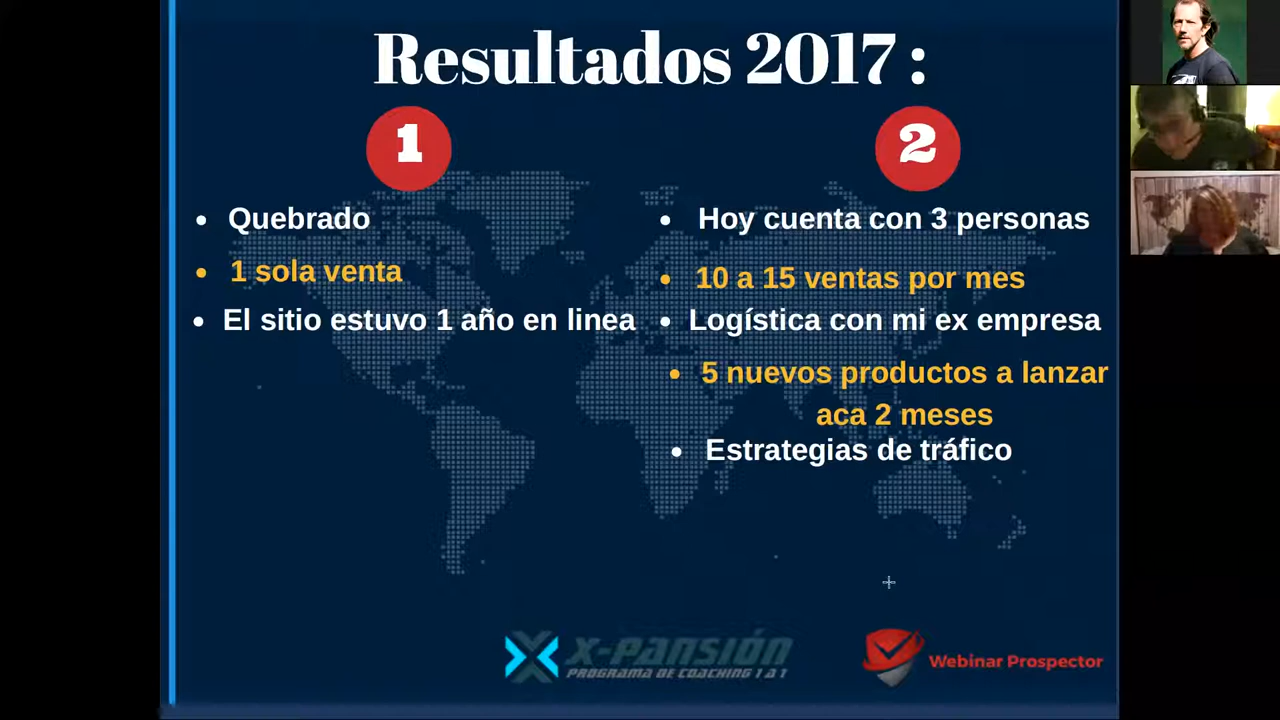 Resultados 2017 :
1
• Quebrado
• 1 sola venta
• El sitio estuvo 1 año en linea
2
• Hoy cuenta con 3 personas
• 10 a 15 ventas por mes
• Logística con mi ex empresa
• 5 nuevos productos a lanzar
aca 2 meses
• Estrategias de tráfico
X-PANSIÓN
PROGRAMA DE COACHING 1 A 1
Webinar Prospector